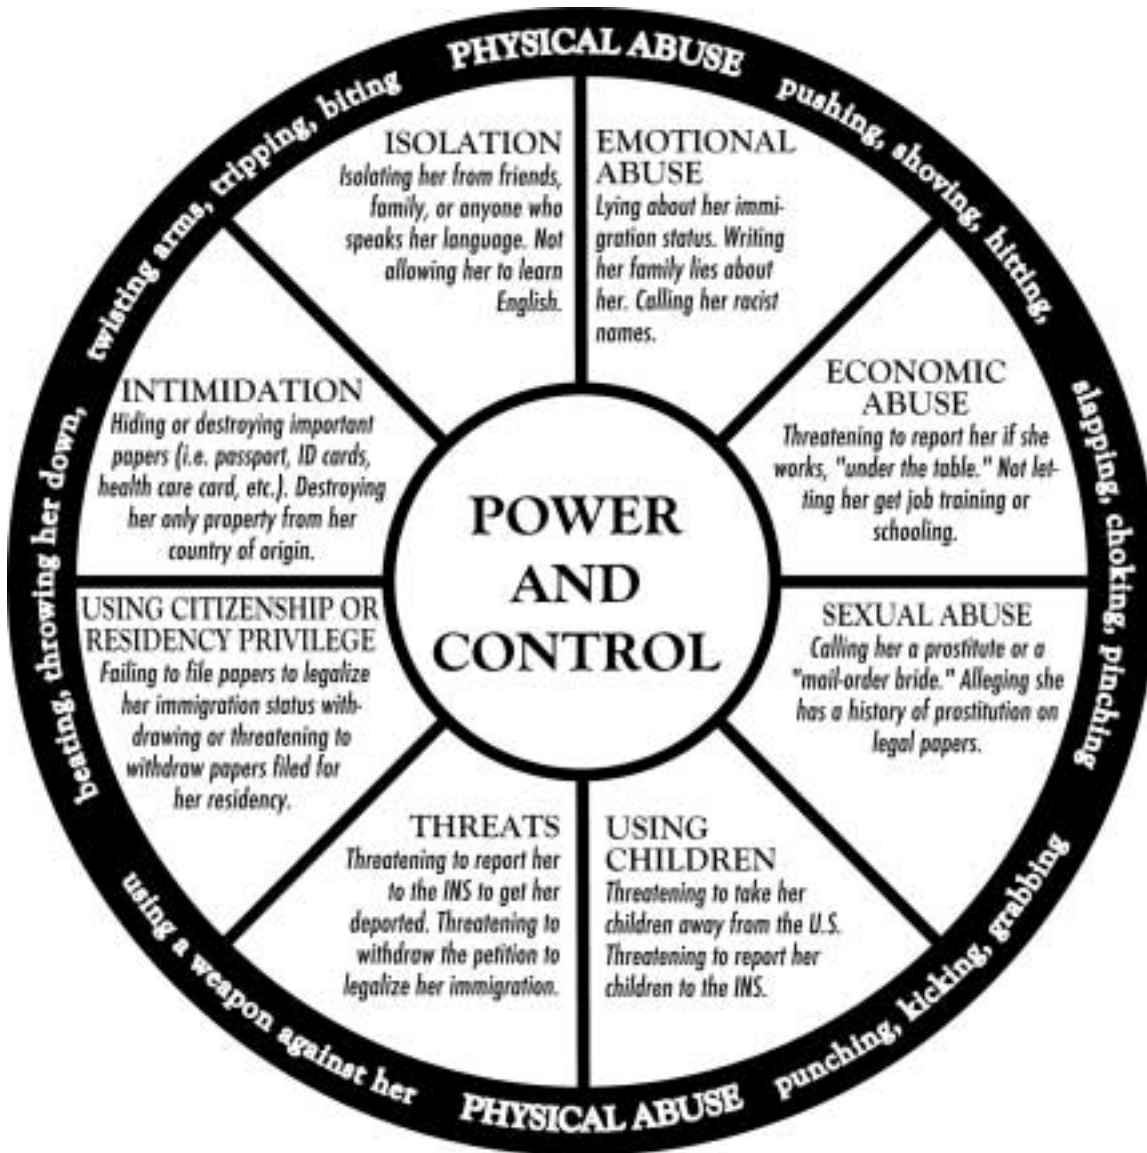 PHYSICAL ABUSE
pushing, shoving, hitting,
slapping, choking, pinching
punching, kicking, grabbing
PHYSICAL ABUSE
using a weapon against her
beating, throwing her down,
twisting arms, tripping, biting
ISOLATION
Isolating her from friends,
family, or anyone who
speaks her language. Not
allowing her to learn
English.
EMOTIONAL
ABUSE
Lying about her immi-
gration status. Writing
her family lies about
her. Calling her racist
names.
ECONOMIC
ABUSE
Threatening to report her if she
works, "under the table." Not let-
ting her get job training or
schooling.
SEXUAL ABUSE
Calling her a prostitute or a
"mail-order bride." Alleging she
has a history of prostitution on
legal papers.
USING
CHILDREN
Threatening to take her
children away from the U.S.
Threatening to report her
children to the INS.
THREATS
Threatening to report her
to the INS to get her
deported. Threatening to
withdraw the petition to
legalize her immigration.
USING CITIZENSHIP OR
RESIDENCY PRIVILEGE
Failing to file papers to legalize
her immigration status with-
drawing or threatening to
withdraw papers filed for
her residency.
INTIMIDATION
Hiding or destroying important
papers (i.e. passport, ID cards,
health care card, etc.). Destroying
her only property from her
country of origin.
POWER
AND
CONTROL